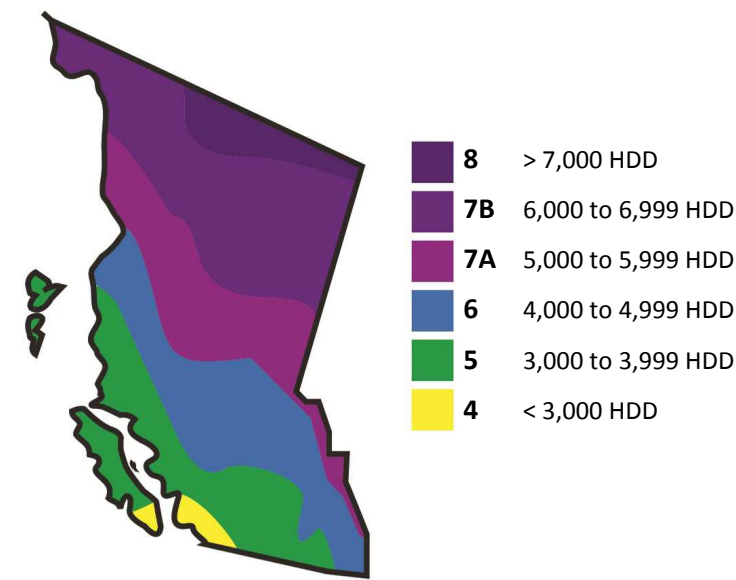 8 > 7,000 HDD
7B 6,000 to 6,999 HDD
7A 5,000 to 5,999 HDD
6 4,000 to 4,999 HDD
5 3,000 to 3,999 HDD
4 < 3,000 HDD